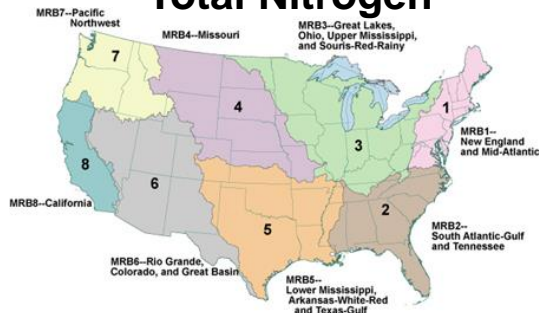 Total Nitrogen
MRB7--Pacific
Northwest
MRB4--Missouri
MRB3--Great Lakes,
Ohio, Upper Mississippi,
and Souris-Red-Rainy
7
4
3
1
MRB1--
New England
and Mid-Atlantic
8
6
5
2
MRB8--California
MRB2--
South Atlantic-Gulf
and Tennessee
MRB6--Rio Grande,
Colorado, and Great Basin
MRB5--
Lower Mississippi,
Arkansas-White-Red
and Texas-Gulf